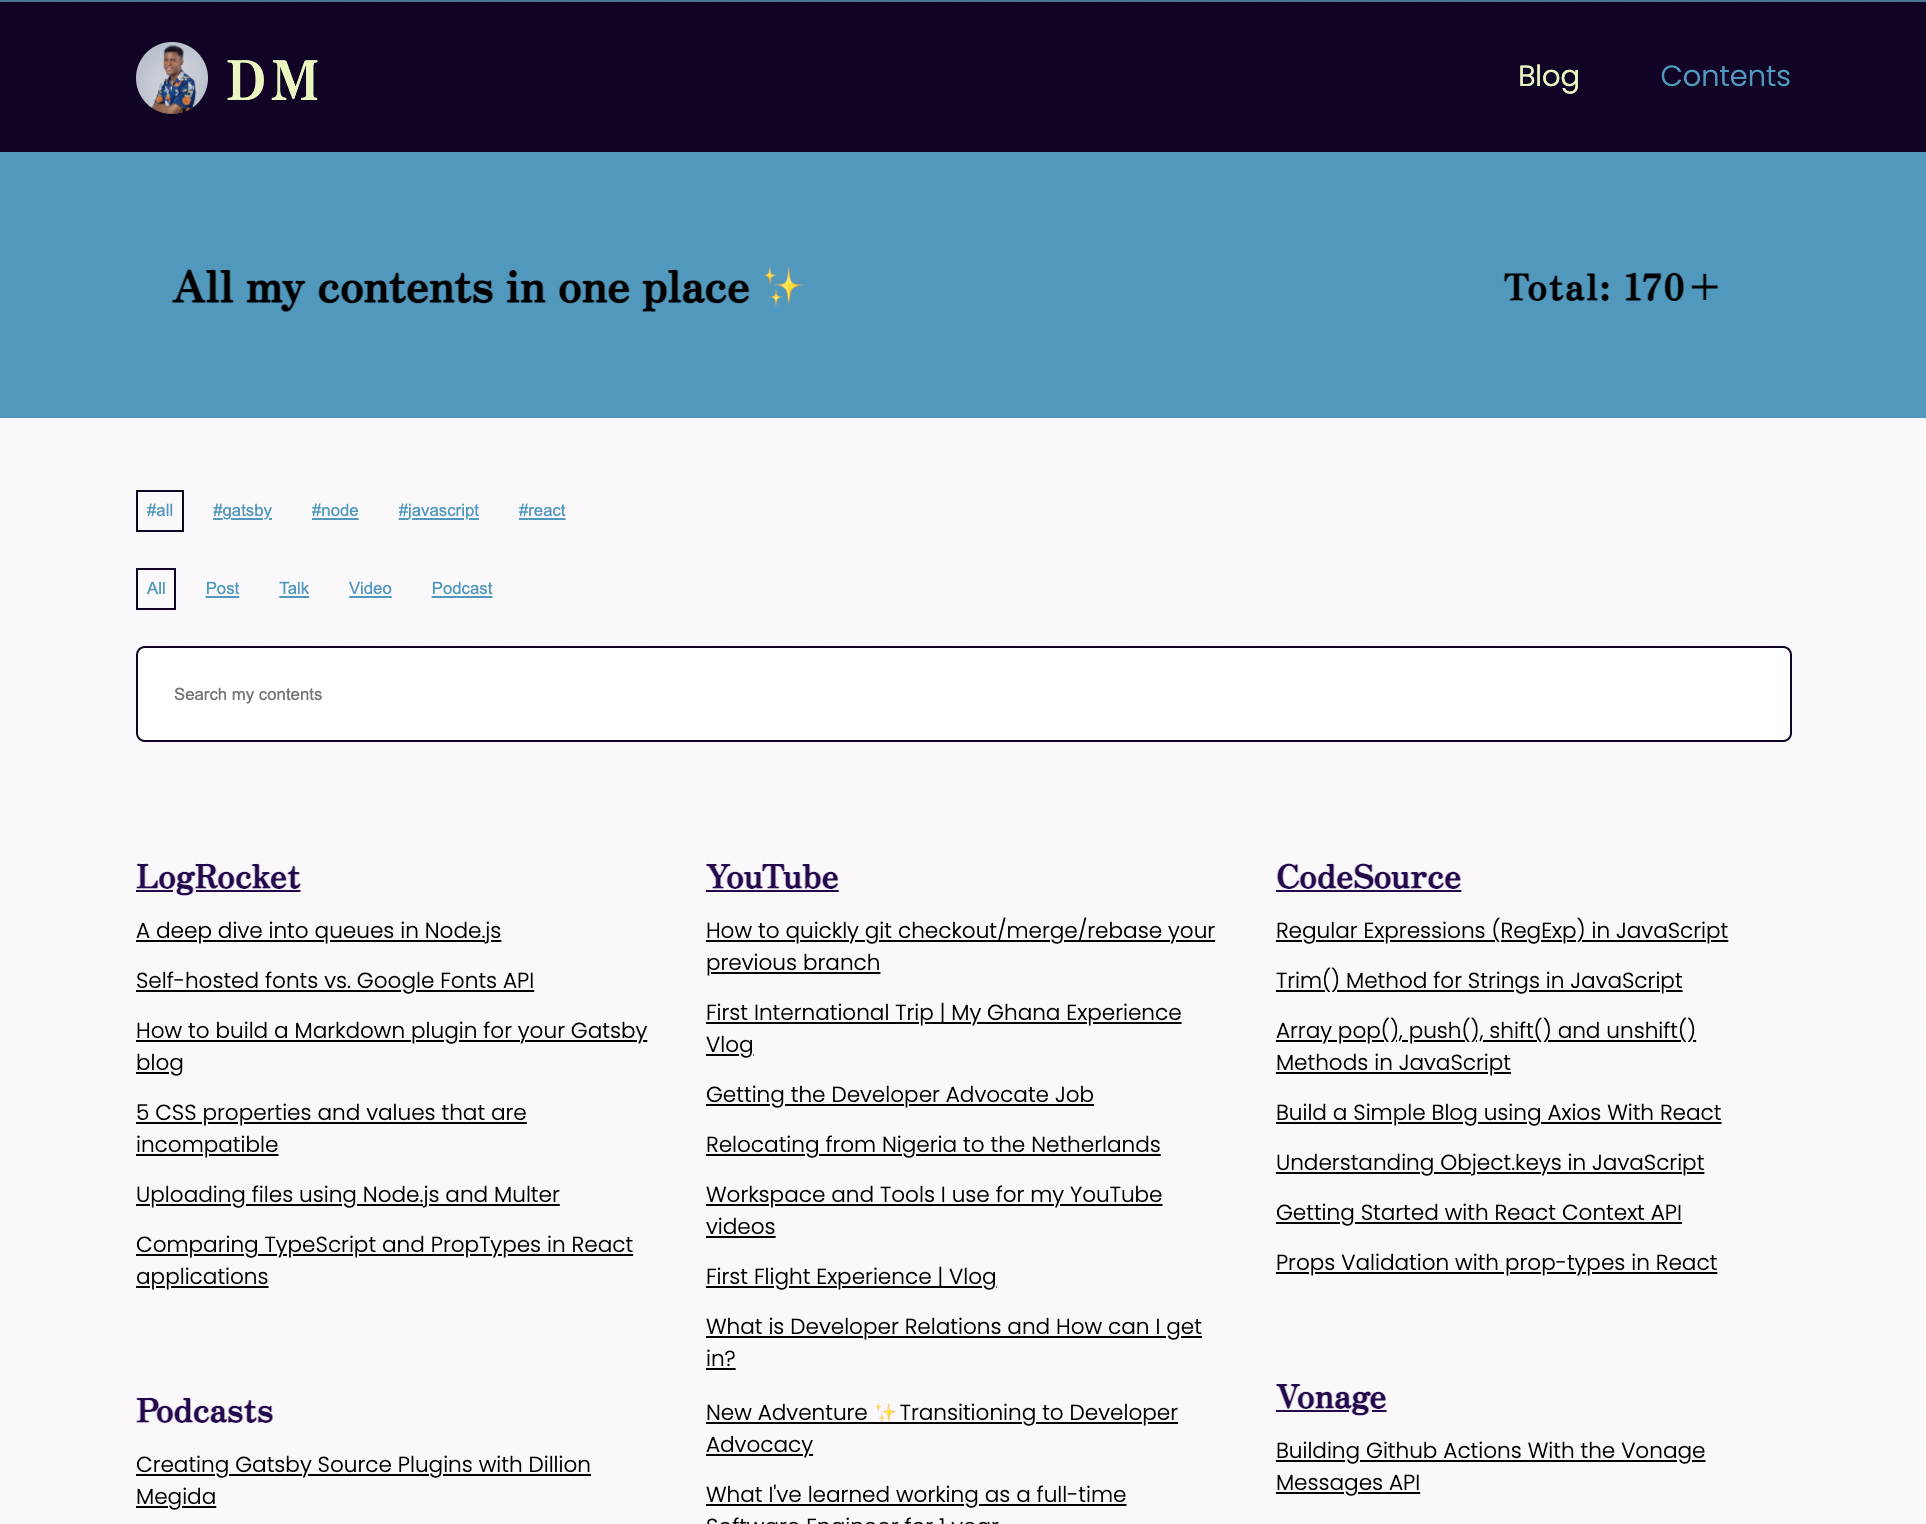 DM
Blog
Contents
All my contents in one place ✨
Total: 170+
#all
#gatsby
#node
#javascript
#react
All
Post
Talk
Video
Podcast
Search my contents
LogRocket
A deep dive into queues in Node.js
Self-hosted fonts vs. Google Fonts API
How to build a Markdown plugin for your Gatsby
blog
5 CSS properties and values that are
incompatible
Uploading files using Node.js and Multer
Comparing TypeScript and PropTypes in React
applications
Podcasts
Creating Gatsby Source Plugins with Dillion
Megida
YouTube
How to quickly git checkout/merge/rebase your
previous branch
First International Trip | My Ghana Experience
Vlog
Getting the Developer Advocate Job
Relocating from Nigeria to the Netherlands
Workspace and Tools I use for my YouTube
videos
First Flight Experience | Vlog
What is Developer Relations and How can I get
in?
New Adventure ✨Transitioning to Developer
Advocacy
What I've learned working as a full-time
Software Engineer for 1 year
CodeSource
Regular Expressions (RegExp) in JavaScript
Trim() Method for Strings in JavaScript
Array pop(), push(), shift() and unshift()
Methods in JavaScript
Build a Simple Blog using Axios With React
Understanding Object.keys in JavaScript
Getting Started with React Context API
Props Validation with prop-types in React
Vonage
Building Github Actions With the Vonage
Messages API